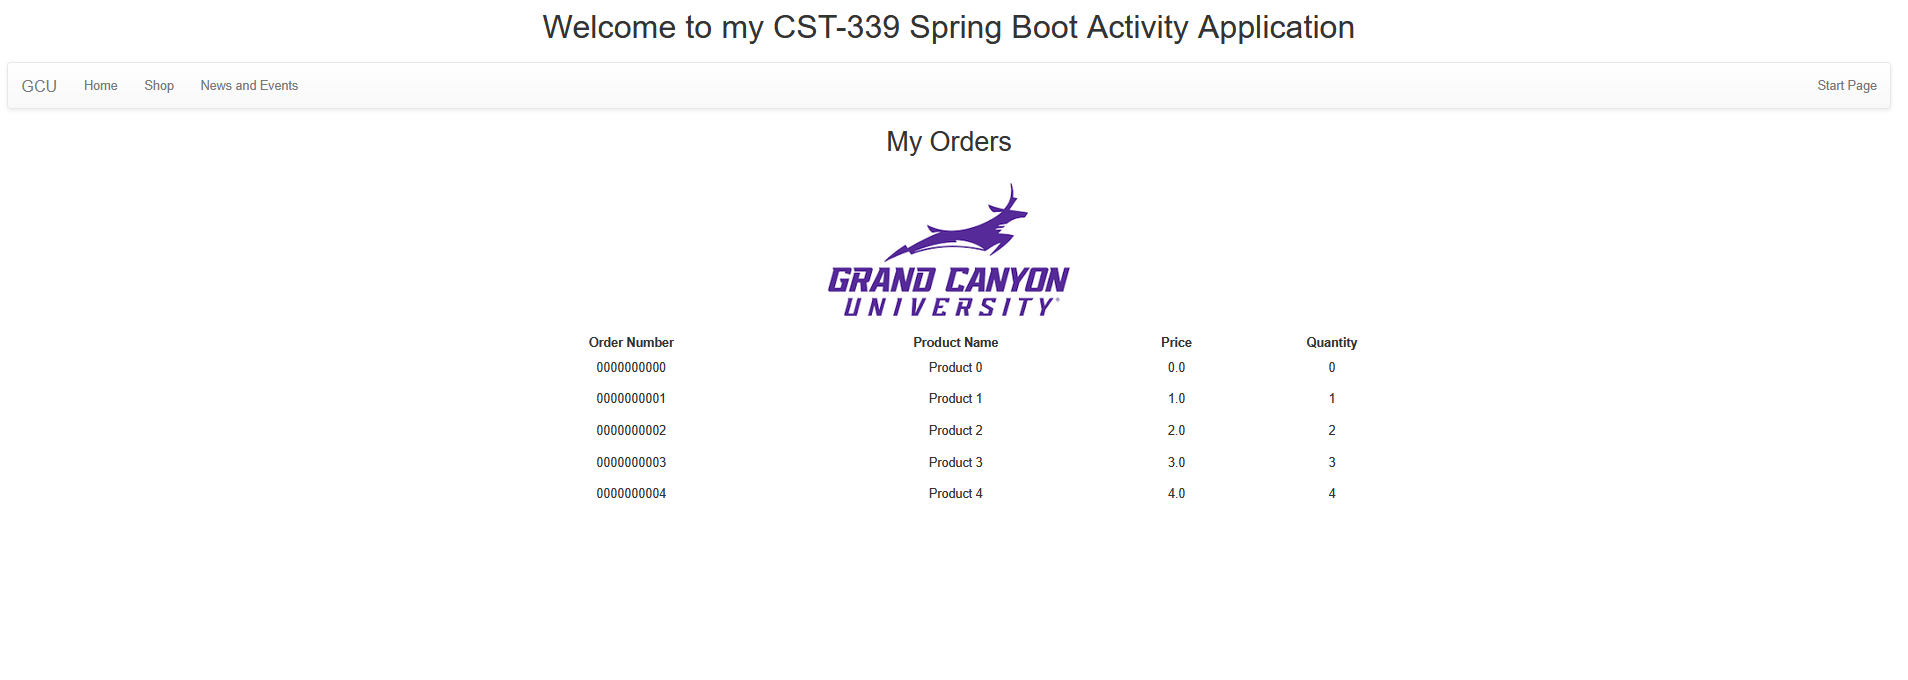 Welcome to my CST-339 Spring Boot Activity Application
GCU Home Shop News and Events Start Page
My Orders
GRAND CANYON
UNIVERSITY®
Order Number Product Name Price Quantity
0000000000 Product 0 0.0 0
0000000001 Product 1 1.0 1
0000000002 Product 2 2.0 2
0000000003 Product 3 3.0 3
0000000004 Product 4 4.0 4